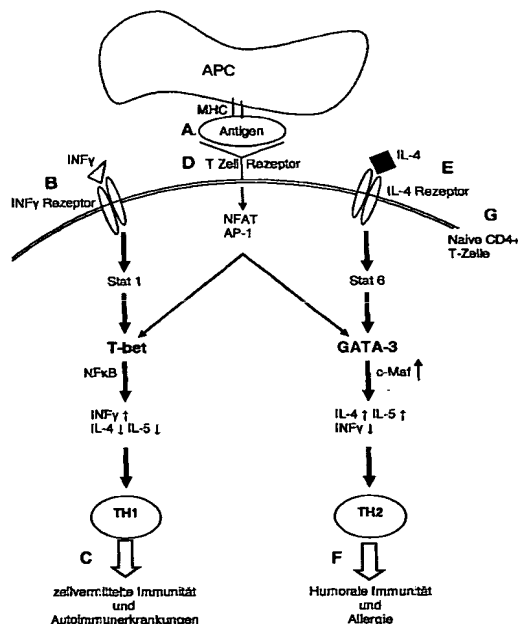 APC
MHC
A. Antigen
D T Zell Rezeptor
INFγ
B
INFγ Rezeptor
IL-4
E
IL-4 Rezeptor
G
Naive CD4+
T-Zelle
NFAT
AP-1
Stat 1
Stat 6
T-bet
GATA-3
NFκB
c-Maf ↑
INFγ ↑
IL-4 ↓ IL-5 ↓
IL-4 ↑ IL-5 ↑
INFγ ↓
TH1
TH2
C
F
zellvermittelte Immunität
und
Autoimmunerkrankungen
Humorale Immunität
und
Allergie